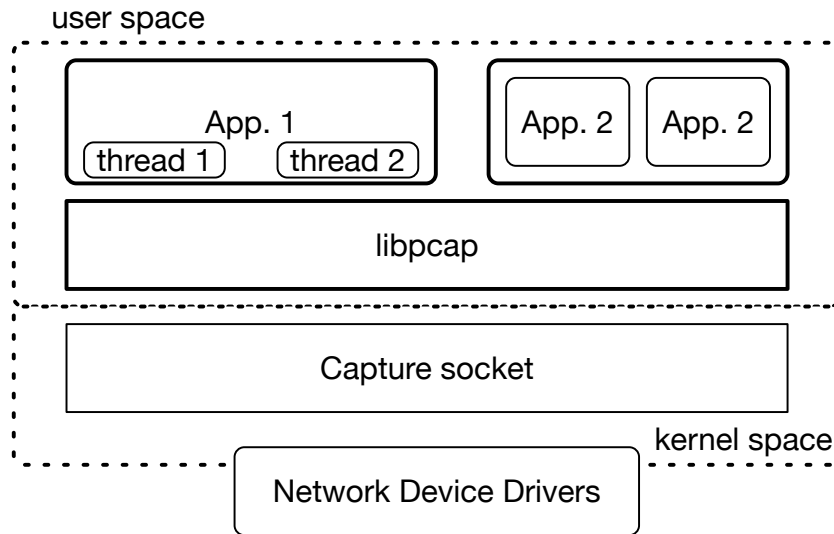 user space
App. 1
thread 1 thread 2
App. 2 App. 2
libpcap
Capture socket
kernel space
Network Device Drivers